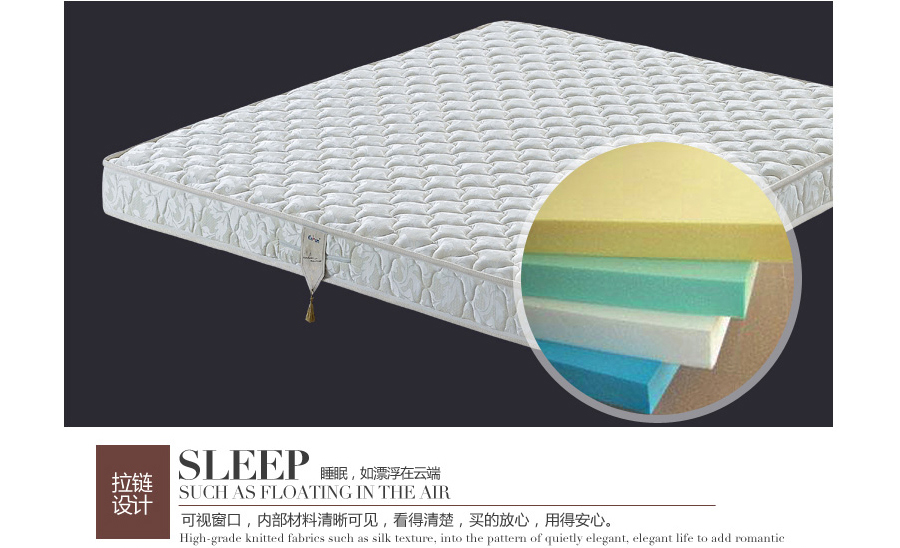 拉链
设计
SLEEP 睡眠，如漂浮在云端
SUCH AS FLOATING IN THE AIR
可视窗口，内部材料清晰可见，看得清楚，买的放心，用得安心。
High-grade knitted fabrics such as silk texture, into the pattern of quietly elegant, elegant life to add romantic